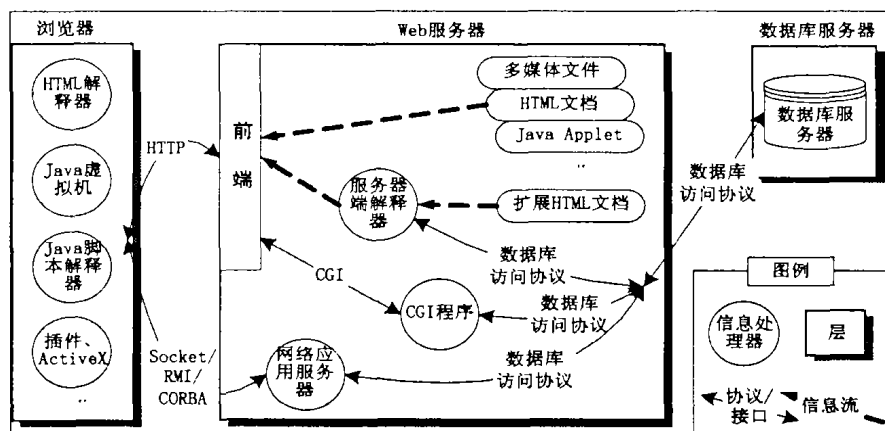 浏览器
HTML解
释器
Java虚
拟机
Java脚
本解释器
插件、
ActiveX
..
HTTP
Socket/
RMI/
CORBA
Web服务器
前
端
多媒体文件
HTML文档
Java Applet
..
服务器
端解释
器
扩展HTML文档
数据库
访问协议
CGI
CGI程序
数据库
访问协议
网络应
用服务
器
数据库
访问协议
数据库服务器
数据库服
务器
数据库
访问协议
图例
信息处
理器
层
协议/
接口
信息流